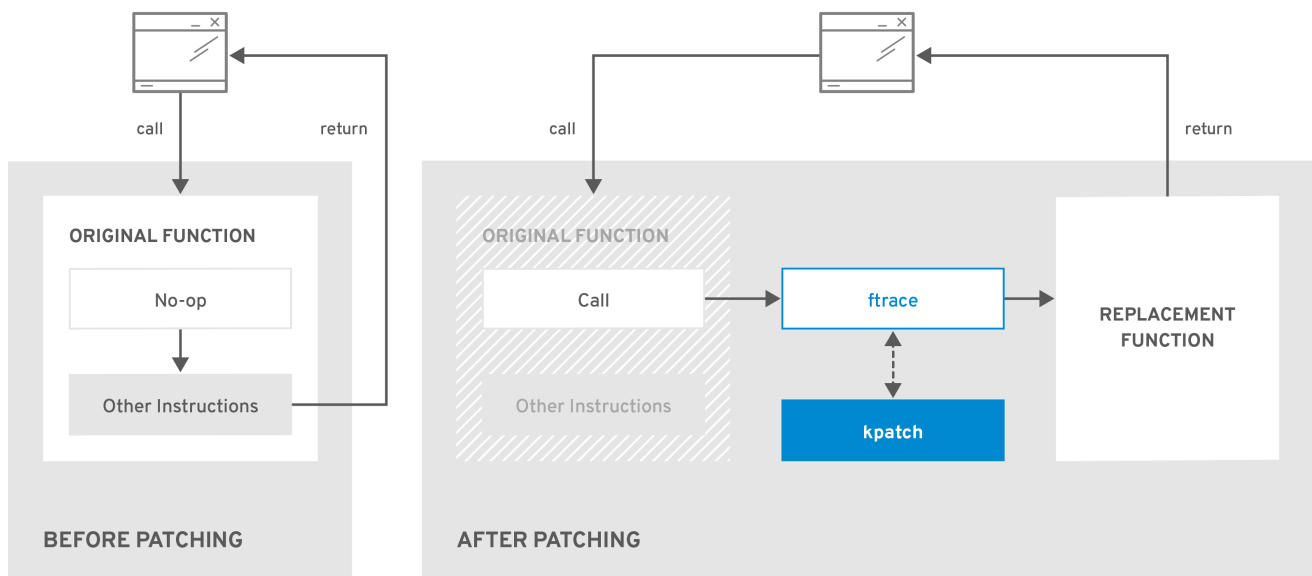 call
return
ORIGINAL FUNCTION
No-op
Other Instructions
BEFORE PATCHING
call
return
ORIGINAL FUNCTION
Call
Other Instructions
ftrace
kpatch
REPLACEMENT
FUNCTION
AFTER PATCHING